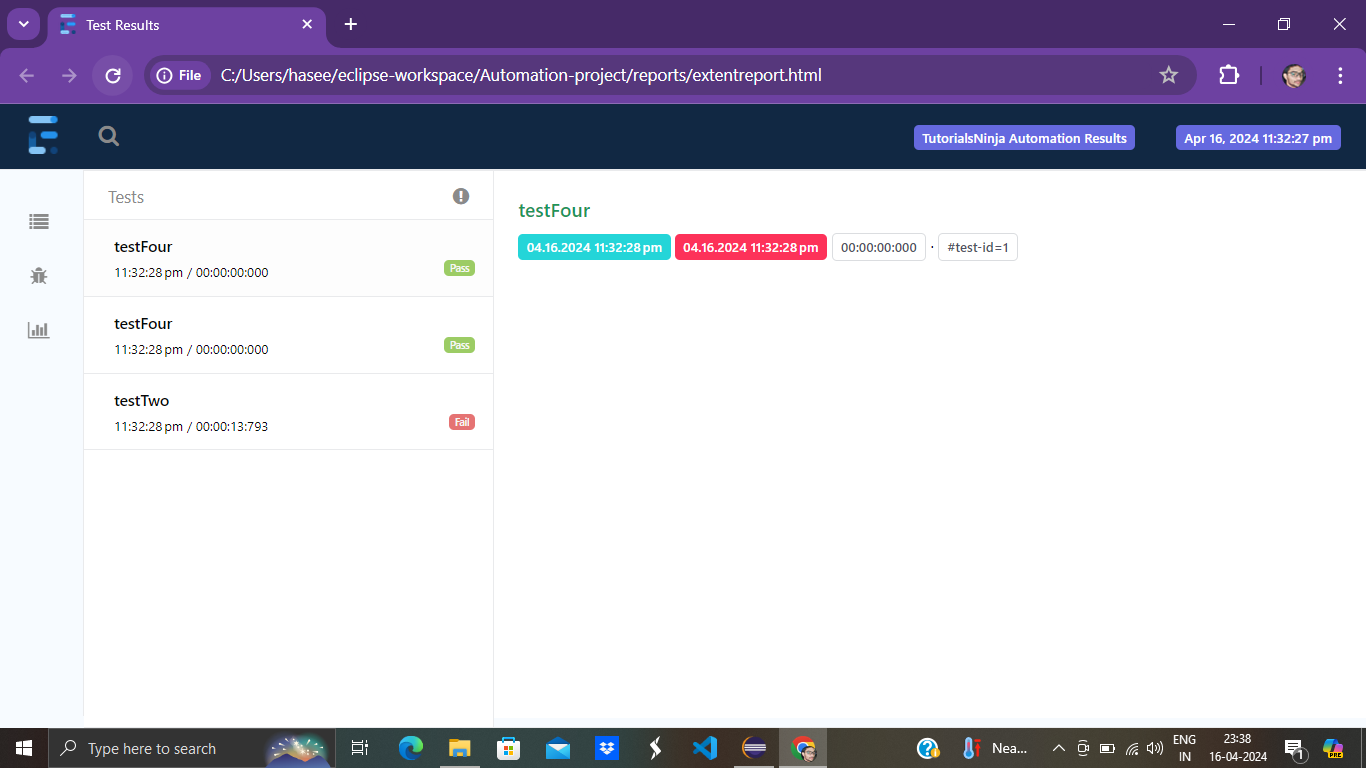 Test Results
File
C:/Users/hasee/eclipse-workspace/Automation-project/reports/extentreport.html
TutorialsNinja Automation Results
Apr 16, 2024 11:32:27 pm
Tests
testFour
11:32:28 pm / 00:00:00:000
Pass
testFour
11:32:28 pm / 00:00:00:000
Pass
testTwo
11:32:28 pm / 00:00:13:793
Fail
testFour
04.16.2024 11:32:28 pm 04.16.2024 11:32:28 pm 00:00:00:000 · #test-id=1
Type here to search
Nea...
ENG
IN
23:38
16-04-2024
1
PRE